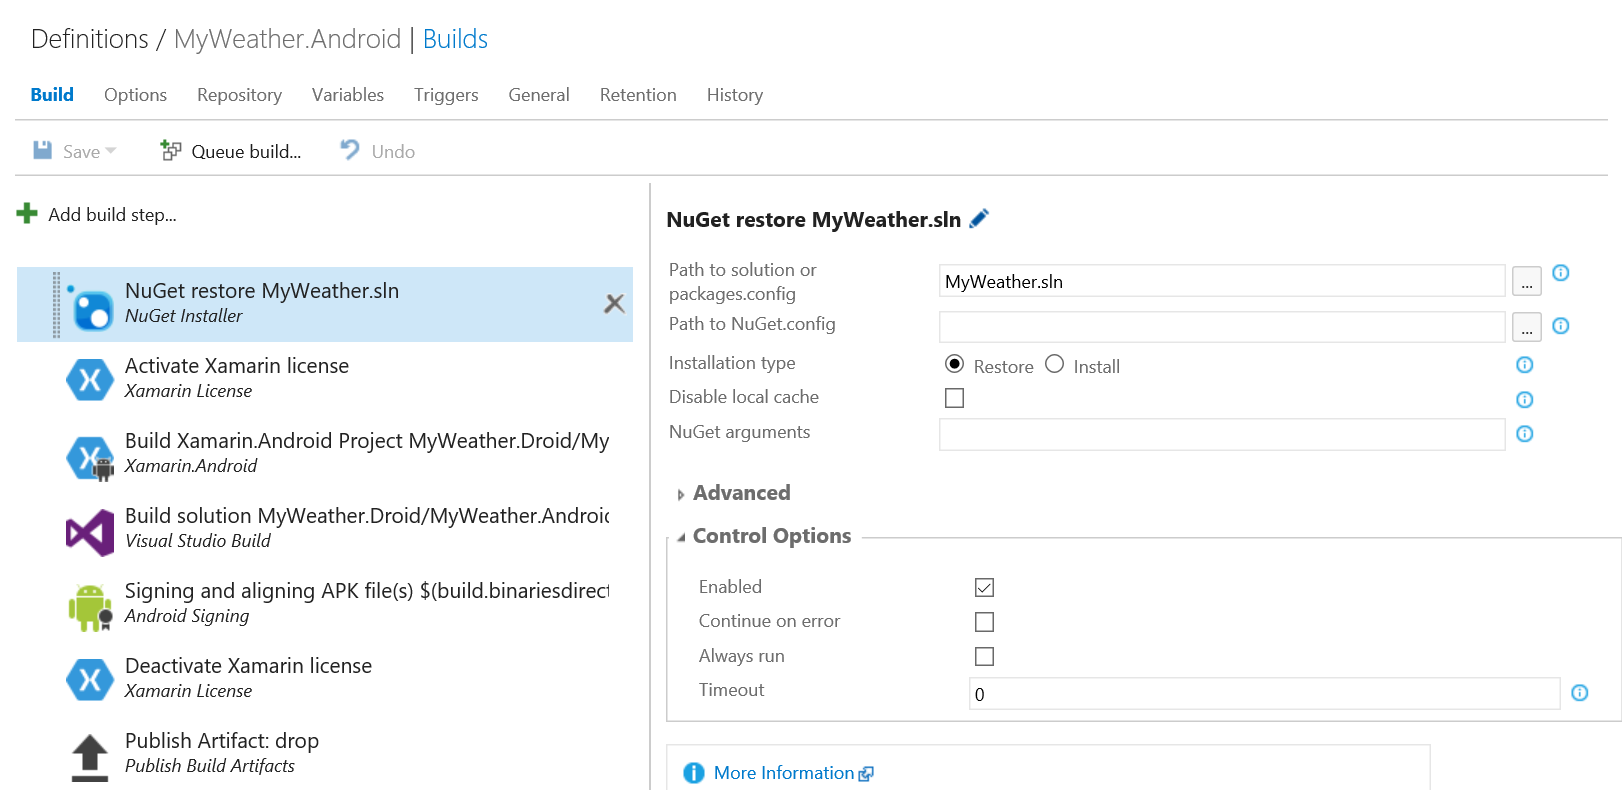 Definitions / MyWeather.Android | Builds
Build Options Repository Variables Triggers General Retention History
Save Queue build... Undo
Add build step...
NuGet restore MyWeather.sln
NuGet Installer
Activate Xamarin license
Xamarin License
Build Xamarin.Android Project MyWeather.Droid/My
Xamarin.Android
Build solution MyWeather.Droid/MyWeather.Android
Visual Studio Build
Signing and aligning APK file(s) $(build.binariesdirect
Android Signing
Deactivate Xamarin license
Xamarin License
Publish Artifact: drop
Publish Build Artifacts
NuGet restore MyWeather.sln
Path to solution or
packages.config
MyWeather.sln
...
Path to NuGet.config
...
Installation type Restore Install
Disable local cache
NuGet arguments
Advanced
Control Options
Enabled
Continue on error
Always run
Timeout 0
More Information